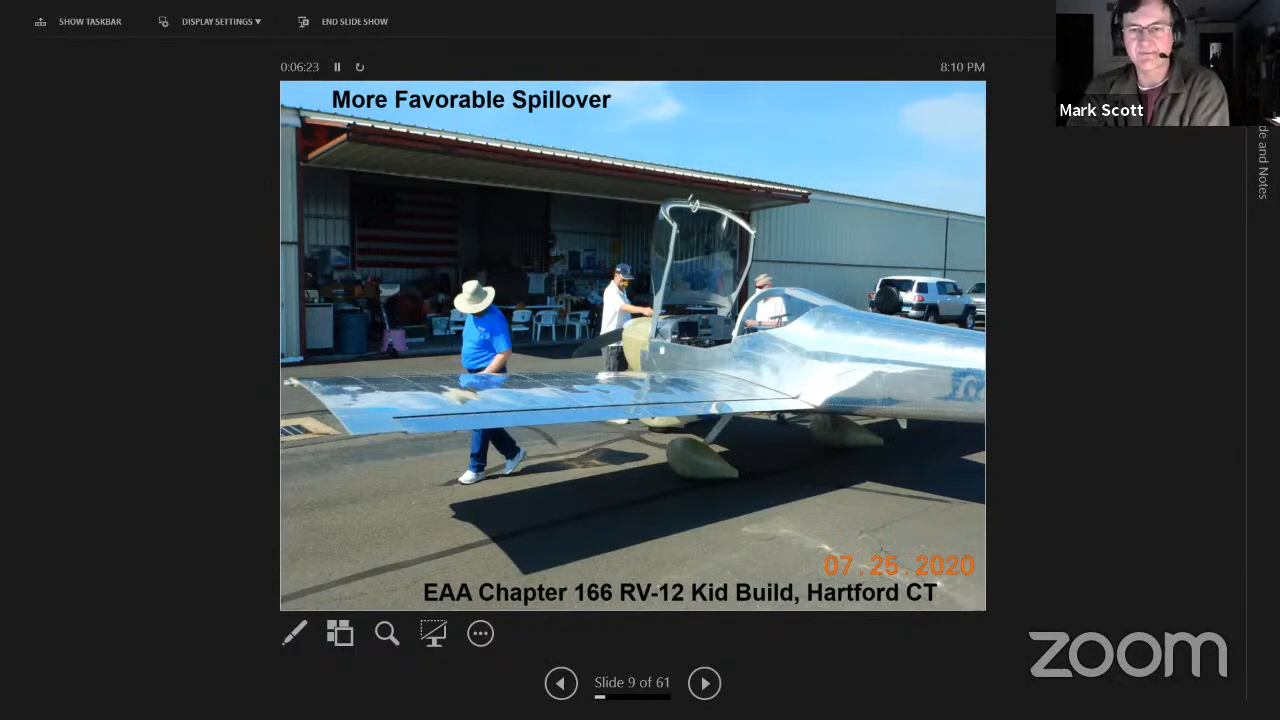 SHOW TASKBAR
DISPLAY SETTINGS ▼
END SLIDE SHOW
0:06:23
8:10 PM
More Favorable Spillover
07.25.2020
EAA Chapter 166 RV-12 Kid Build, Hartford CT
Slide 9 of 61
Mark Scott
de and Notes
zoom